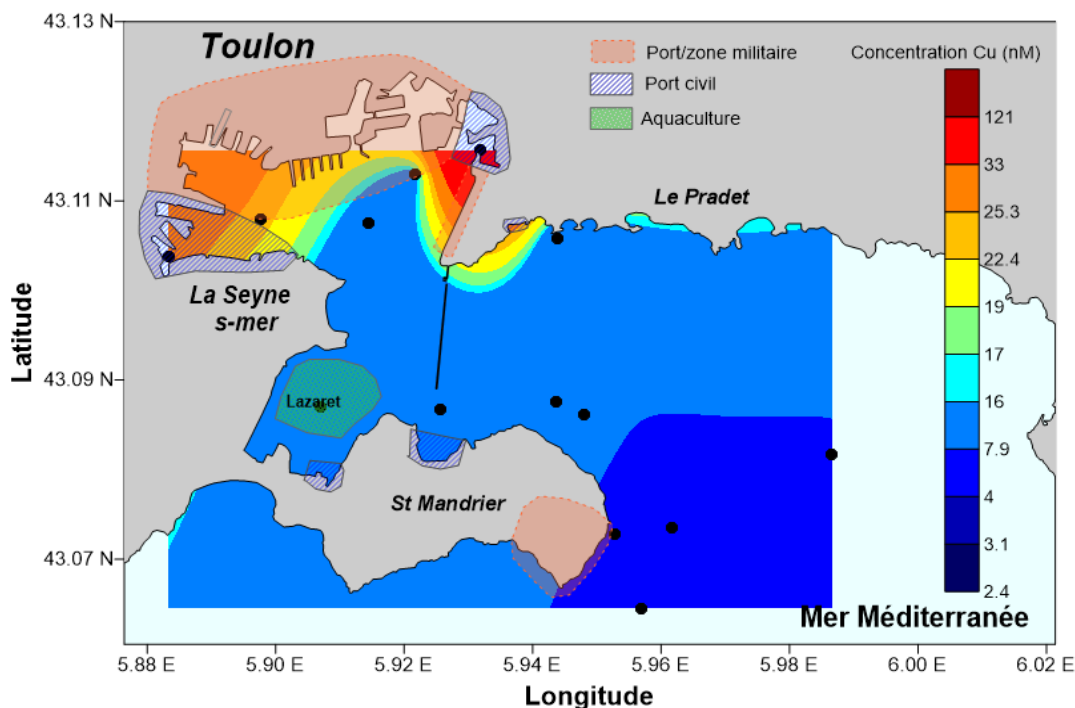 43.13 N
43.11 N
43.09 N
43.07 N
Latitude
Toulon
Port/zone militaire
Port civil
Aquaculture
Concentration Cu (nM)
121
33
25.3
22.4
19
17
16
7.9
4
3.1
2.4
Le Pradet
La Seyne
s-mer
Lazaret
St Mandrier
Mer Méditerranée
5.88 E
5.90 E
5.92 E
5.94 E
5.96 E
5.98 E
6.00 E
6.02 E
Longitude